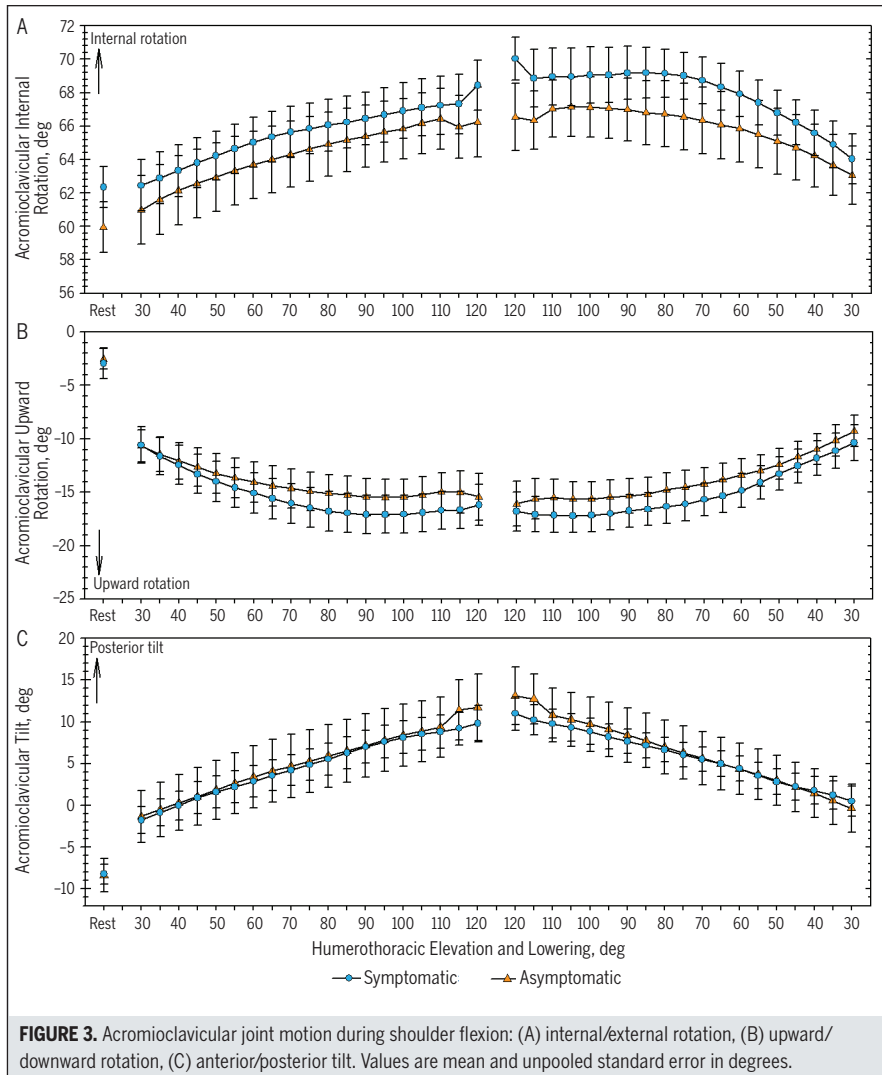 A
Internal rotation
Acromioclavicular Internal
Rotation, deg
72
70
68
66
64
62
60
58
56
Rest 30 40 50 60 70 80 90 100 110 120 120 110 100 90 80 70 60 50 40 30
B
Acromioclavicular Upward
Rotation, deg
0
−5
−10
−15
−20
−25
Upward rotation
Rest 30 40 50 60 70 80 90 100 110 120 120 110 100 90 80 70 60 50 40 30
C
Posterior tilt
Acromioclavicular Tilt, deg
20
15
10
5
0
−5
−10
Rest 30 40 50 60 70 80 90 100 110 120 120 110 100 90 80 70 60 50 40 30
Humerothoracic Elevation and Lowering, deg
Symptomatic Asymptomatic
FIGURE 3. Acromioclavicular joint motion during shoulder flexion: (A) internal/external rotation, (B) upward/
downward rotation, (C) anterior/posterior tilt. Values are mean and unpooled standard error in degrees.